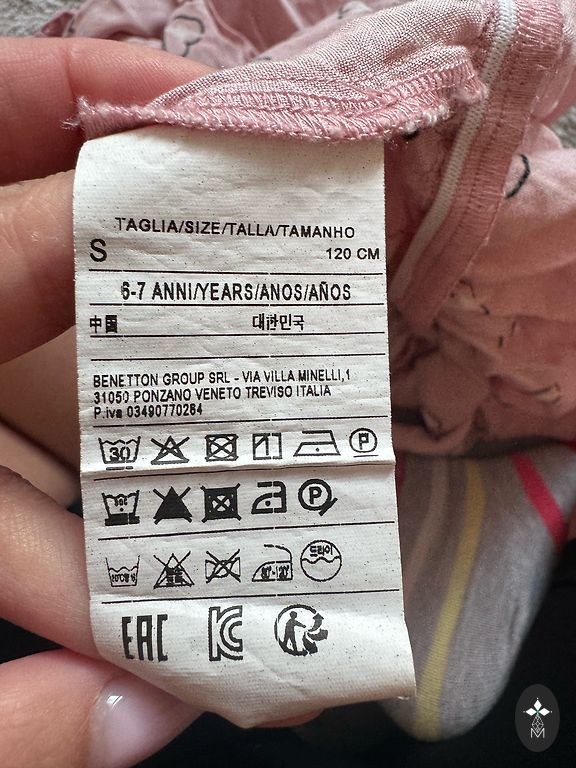 TAGLIA/SIZE/TALLA/TAMANHO
S 120 CM
6-7 ANNI/YEARS/ANOS/AÑOS
中国 대한민국
BENETTON GROUP SRL - VIA VILLA MINELLI,1
31050 PONZANO VENETO TREVISO ITALIA
P.iva 03490770264
30 P
P
드라이
EAC KC
M